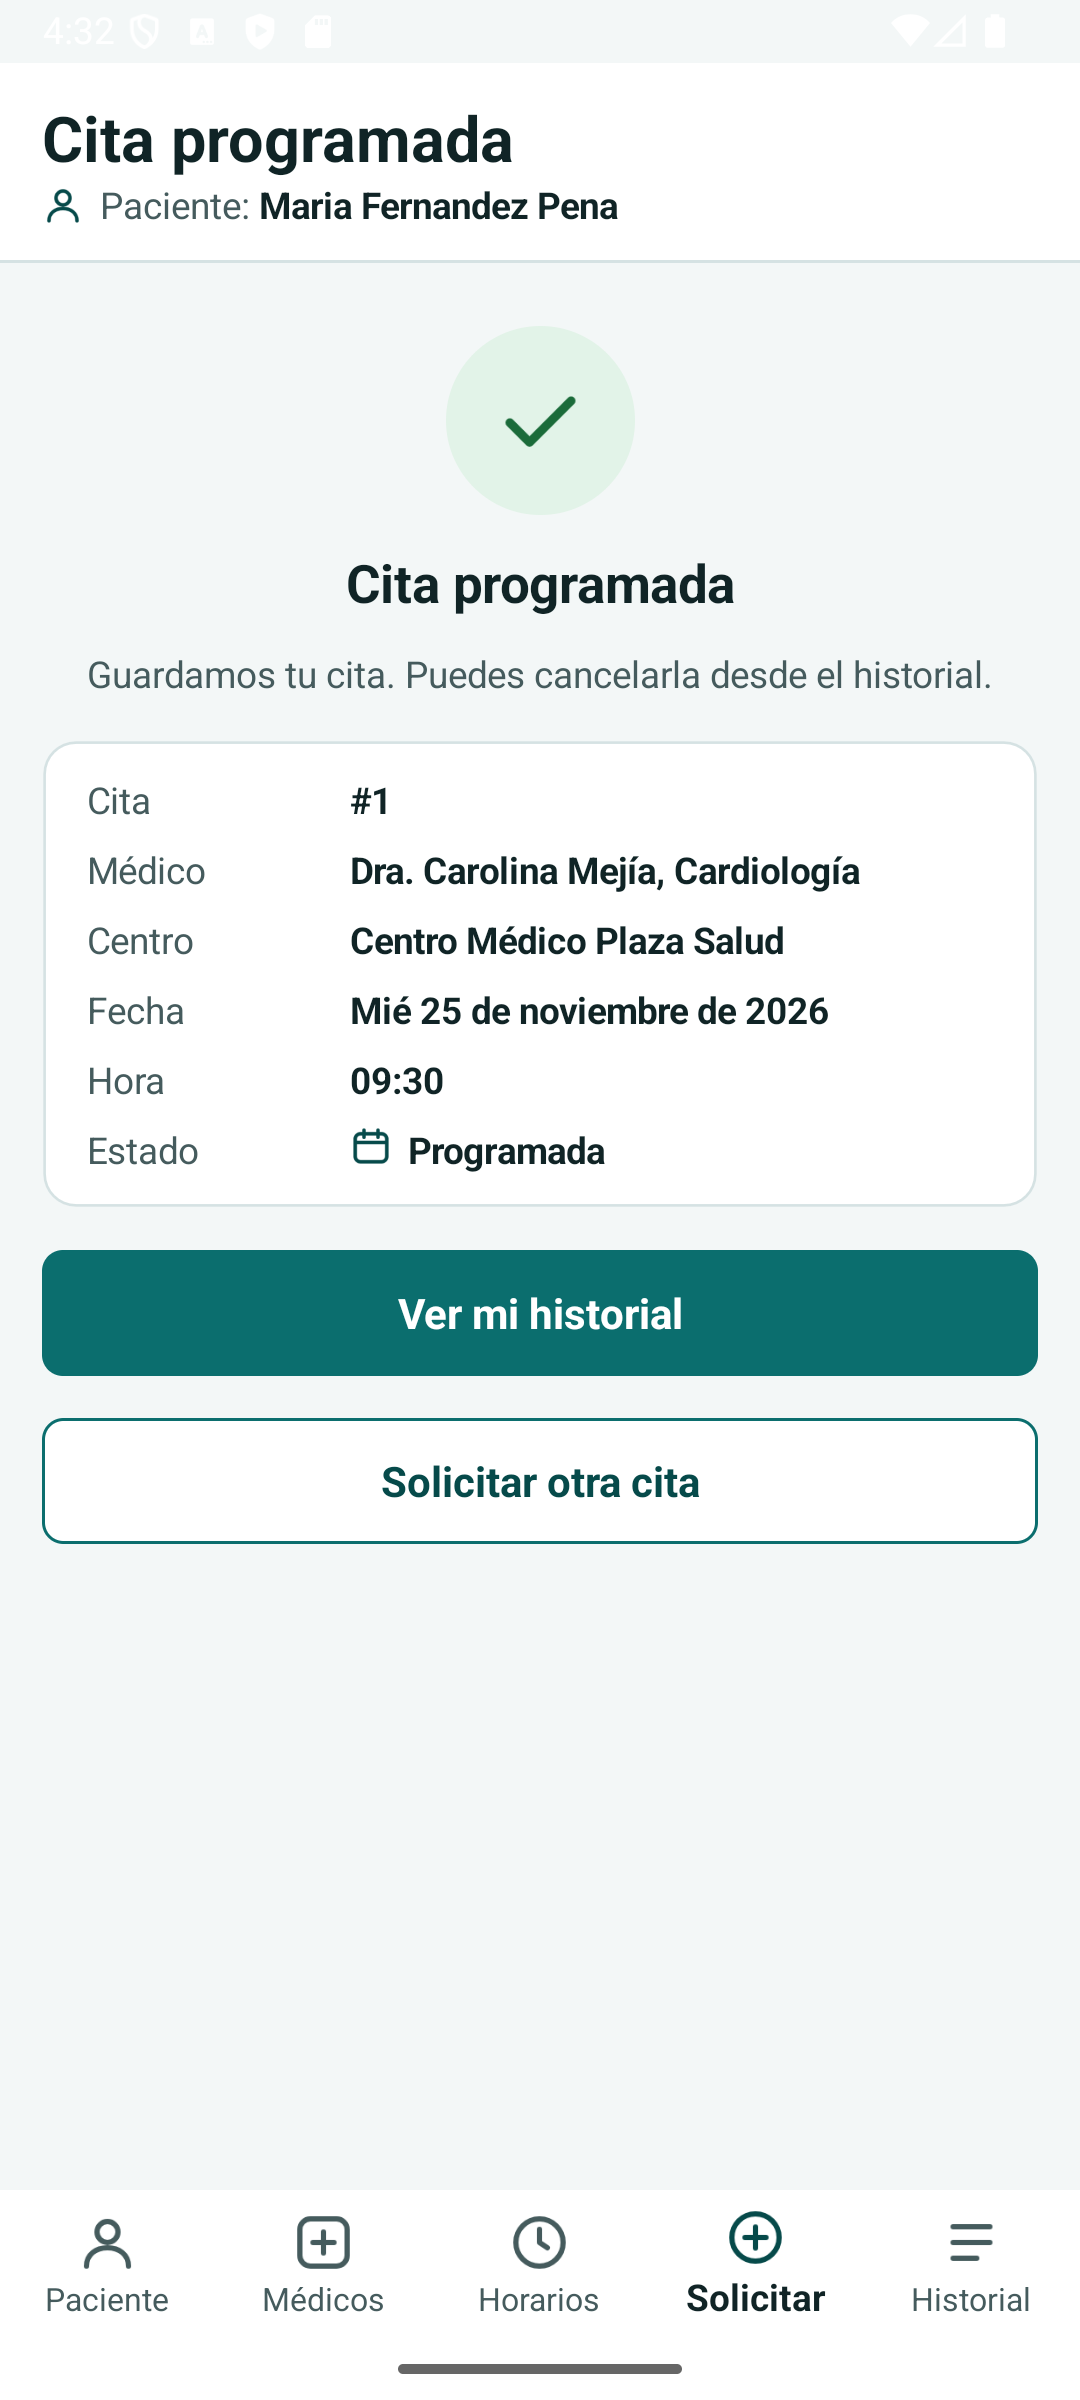 4:32
Cita programada
Paciente: Maria Fernandez Pena
Cita programada
Guardamos tu cita. Puedes cancelarla desde el historial.
Cita #1
Médico Dra. Carolina Mejía, Cardiología
Centro Centro Médico Plaza Salud
Fecha Mié 25 de noviembre de 2026
Hora 09:30
Estado Programada
Ver mi historial
Solicitar otra cita
Paciente Médicos Horarios Solicitar Historial